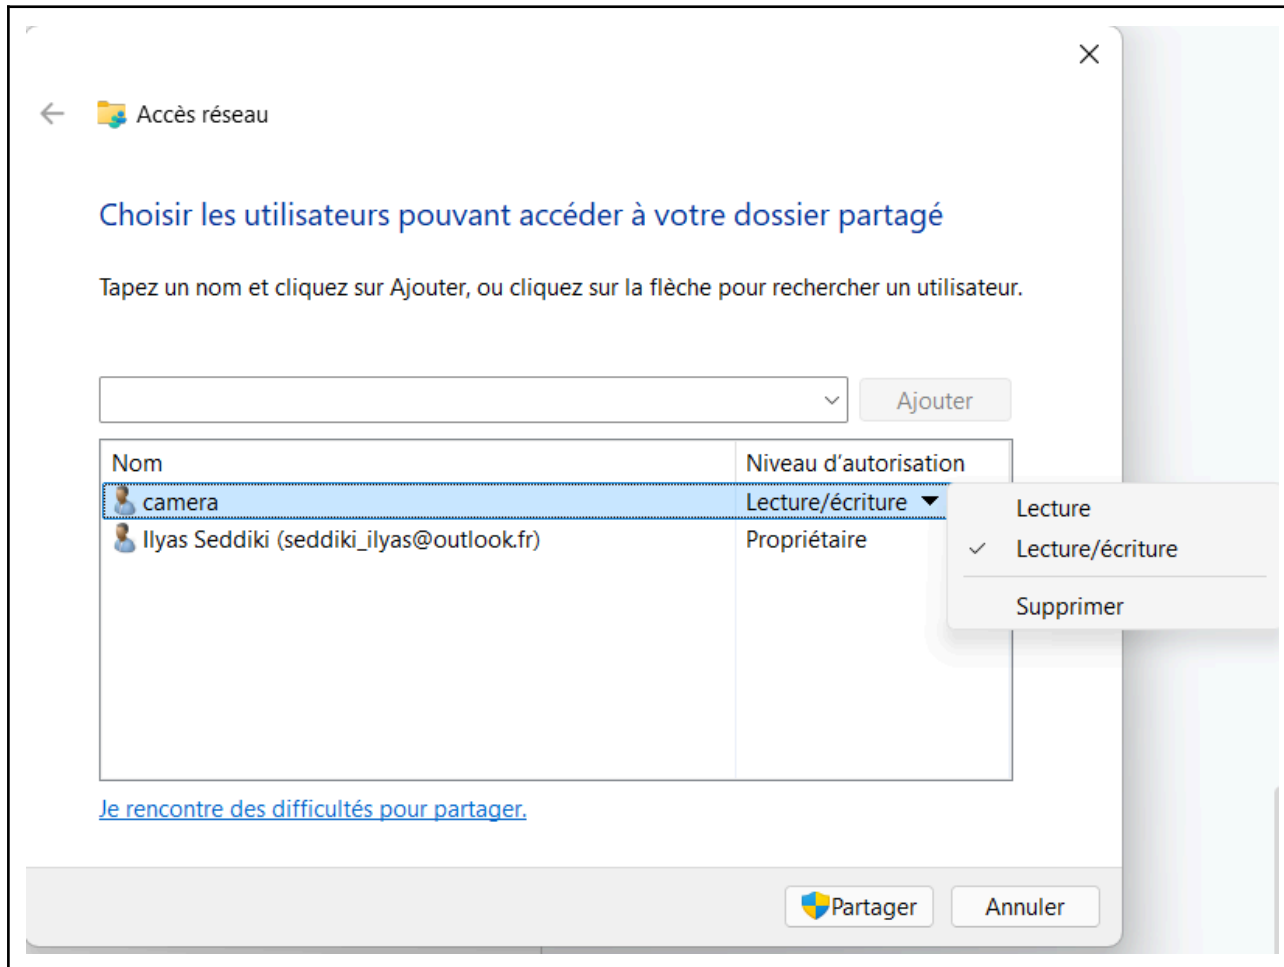 Accès réseau
Choisir les utilisateurs pouvant accéder à votre dossier partagé
Tapez un nom et cliquez sur Ajouter, ou cliquez sur la flèche pour rechercher un utilisateur.
Ajouter
Nom Niveau d'autorisation
camera Lecture/écriture
Ilyas Seddiki (seddiki_ilyas@outlook.fr) Propriétaire
Lecture
Lecture/écriture
Supprimer
Je rencontre des difficultés pour partager.
Partager Annuler